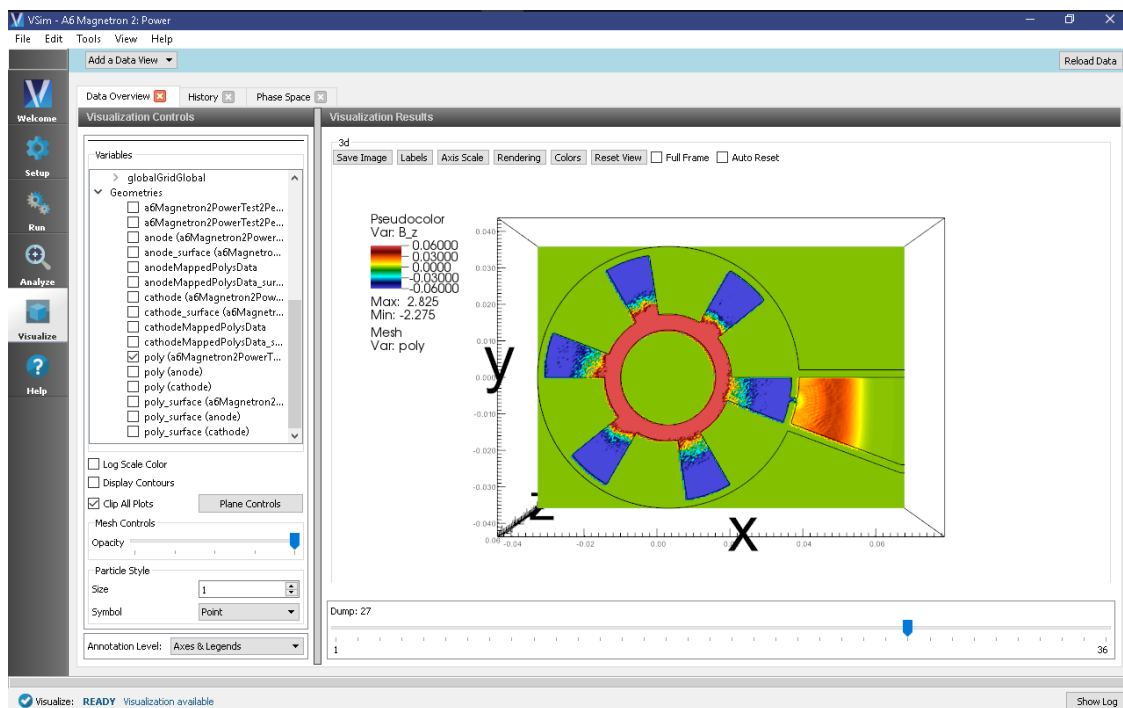 VSim - A6 Magnetron 2: Power
File Edit Tools View Help
Add a Data View
Reload Data
Data Overview History Phase Space
Welcome
Setup
Run
Analyze
Visualize
Help
Visualization Controls
Variables
globalGridGlobal
Geometries
a6Magnetron2PowerTest2Pe...
a6Magnetron2PowerTest2Pe...
anode (a6Magnetron2Power...
anode_surface (a6Magnetro...
anodeMappedPolysData
anodeMappedPolysData_sur...
cathode (a6Magnetron2Pow...
cathode_surface (a6Magnetr...
cathodeMappedPolysData
cathodeMappedPolysData_s...
poly (a6Magnetron2PowerT...
poly (anode)
poly (cathode)
poly_surface (a6Magnetron2...
poly_surface (anode)
poly_surface (cathode)
Log Scale Color
Display Contours
Clip All Plots
Plane Controls
Mesh Controls
Opacity
Particle Style
Size 1
Symbol Point
Annotation Level: Axes & Legends
Visualization Results
3d
Save Image Labels Axis Scale Rendering Colors Reset View Full Frame Auto Reset
Pseudocolor
Var: B_z
0.06000
0.03000
0.0000
-0.03000
-0.06000
Max: 2.825
Min: -2.275
Mesh
Var: poly
0.040
0.030
0.020
0.010
0.000
-0.010
-0.020
-0.030
-0.040
y
z
x
0.06 -0.04 0.00 0.04 0.06
Dump: 27
1 36
Visualize: READY Visualization available
Show Log